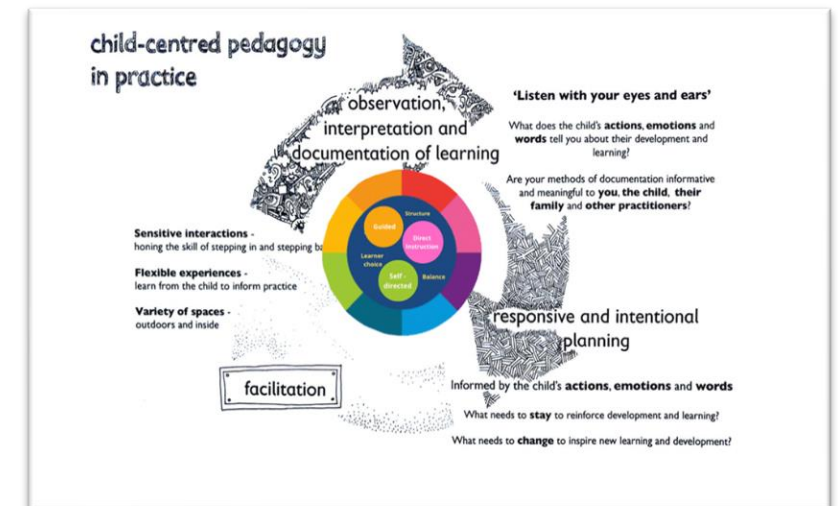 child-centred pedagogy
in practice
observation,
interpretation and
documentation of learning
'Listen with your eyes and ears'
What does the child's actions, emotions and
words tell you about their development and
learning?
Are your methods of documentation informative
and meaningful to you, the child, their
family and other practitioners?
Sensitive interactions -
honing the skill of stepping in and stepping
Flexible experiences -
learn from the child to inform practice
Variety of spaces -
outdoors and inside
Structure
Guided
Direct
instruction
Learner
choice
Self -
directed
Balance
responsive and intentional
planning
Informed by the child's actions, emotions and words
What needs to stay to reinforce development and learning?
What needs to change to inspire new learning and development?
facilitation